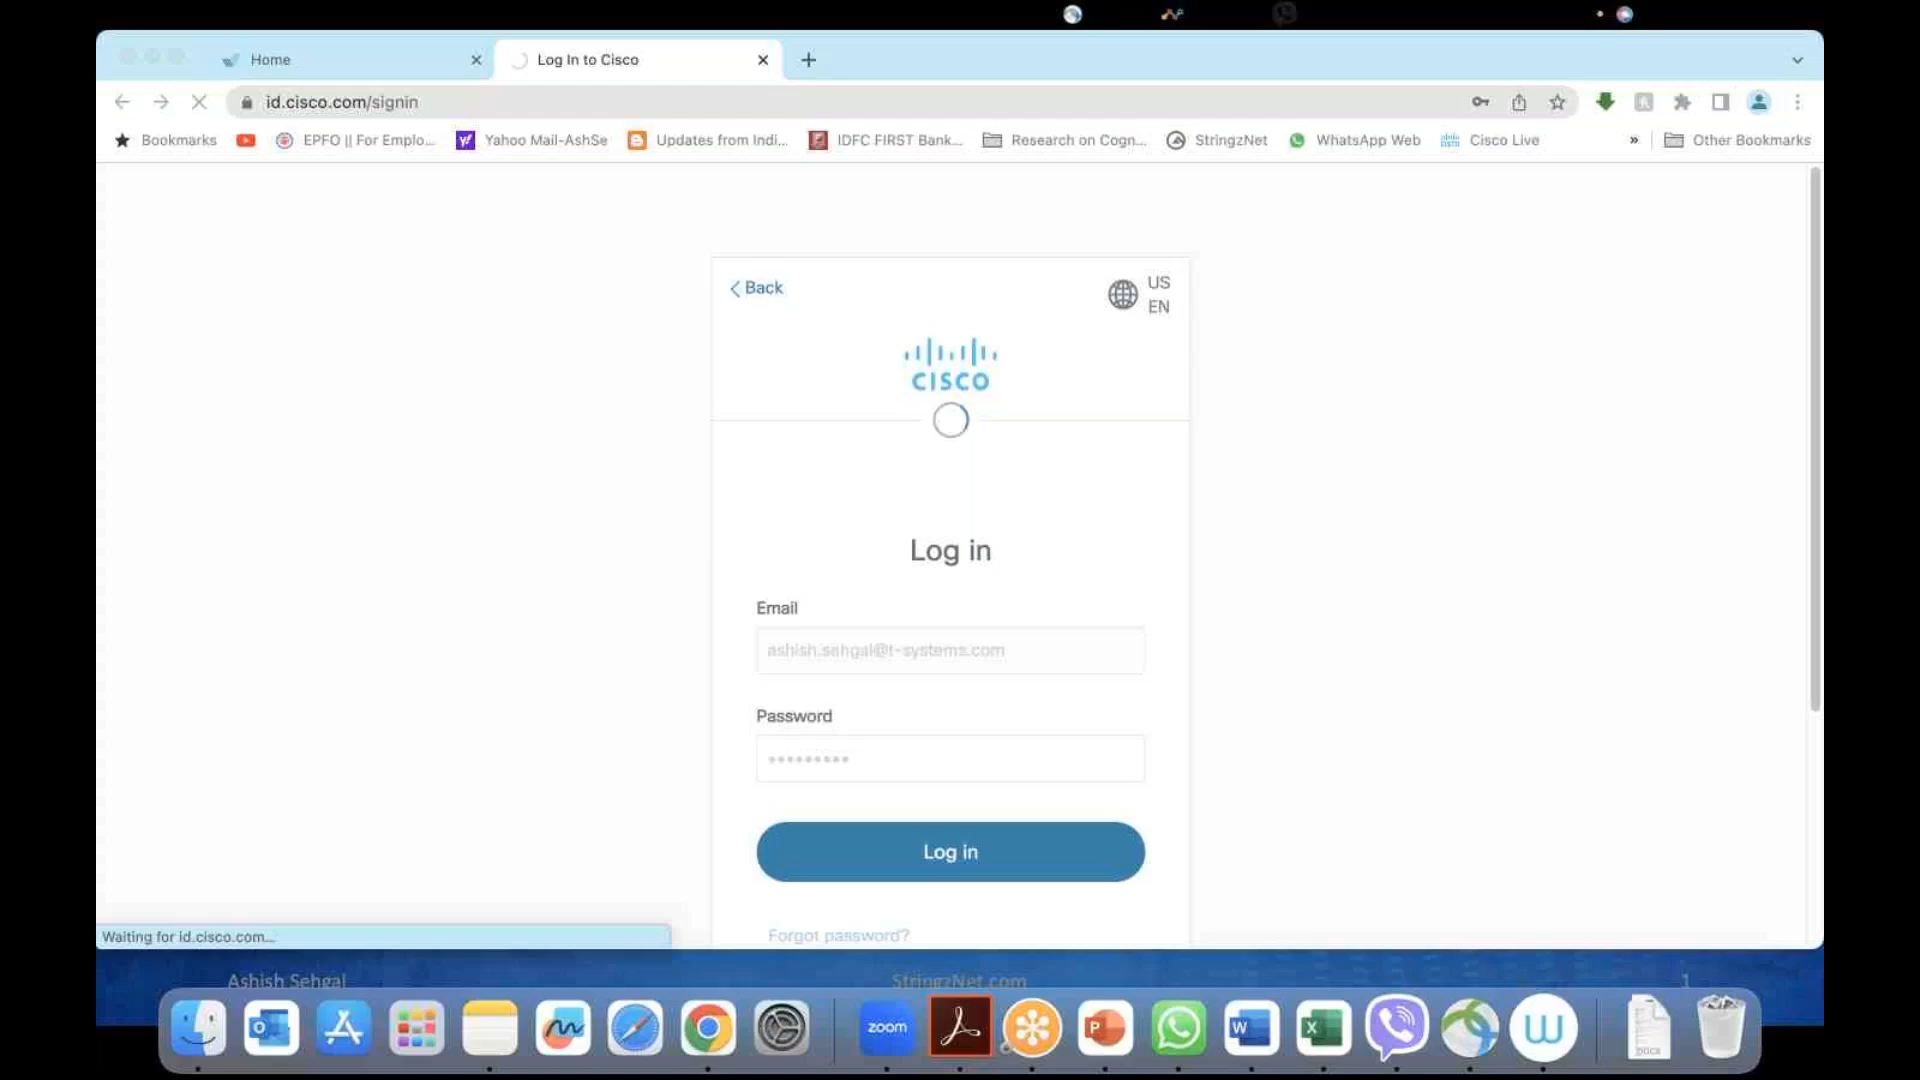 Home
Log In to Cisco
id.cisco.com/signin
Bookmarks
EPFO || For Emplo...
Yahoo Mail-AshSe
Updates from Indi...
IDFC FIRST Bank...
Research on Cogn...
StringzNet
WhatsApp Web
Cisco Live
»
Other Bookmarks
Back
US
EN
CISCO
Log in
Email
ashish.sehgal@t-systems.com
Password
Log in
Forgot password?
Waiting for id.cisco.com...
Ashish Sehgal
StringzNet.com
1
zoom
DOCX